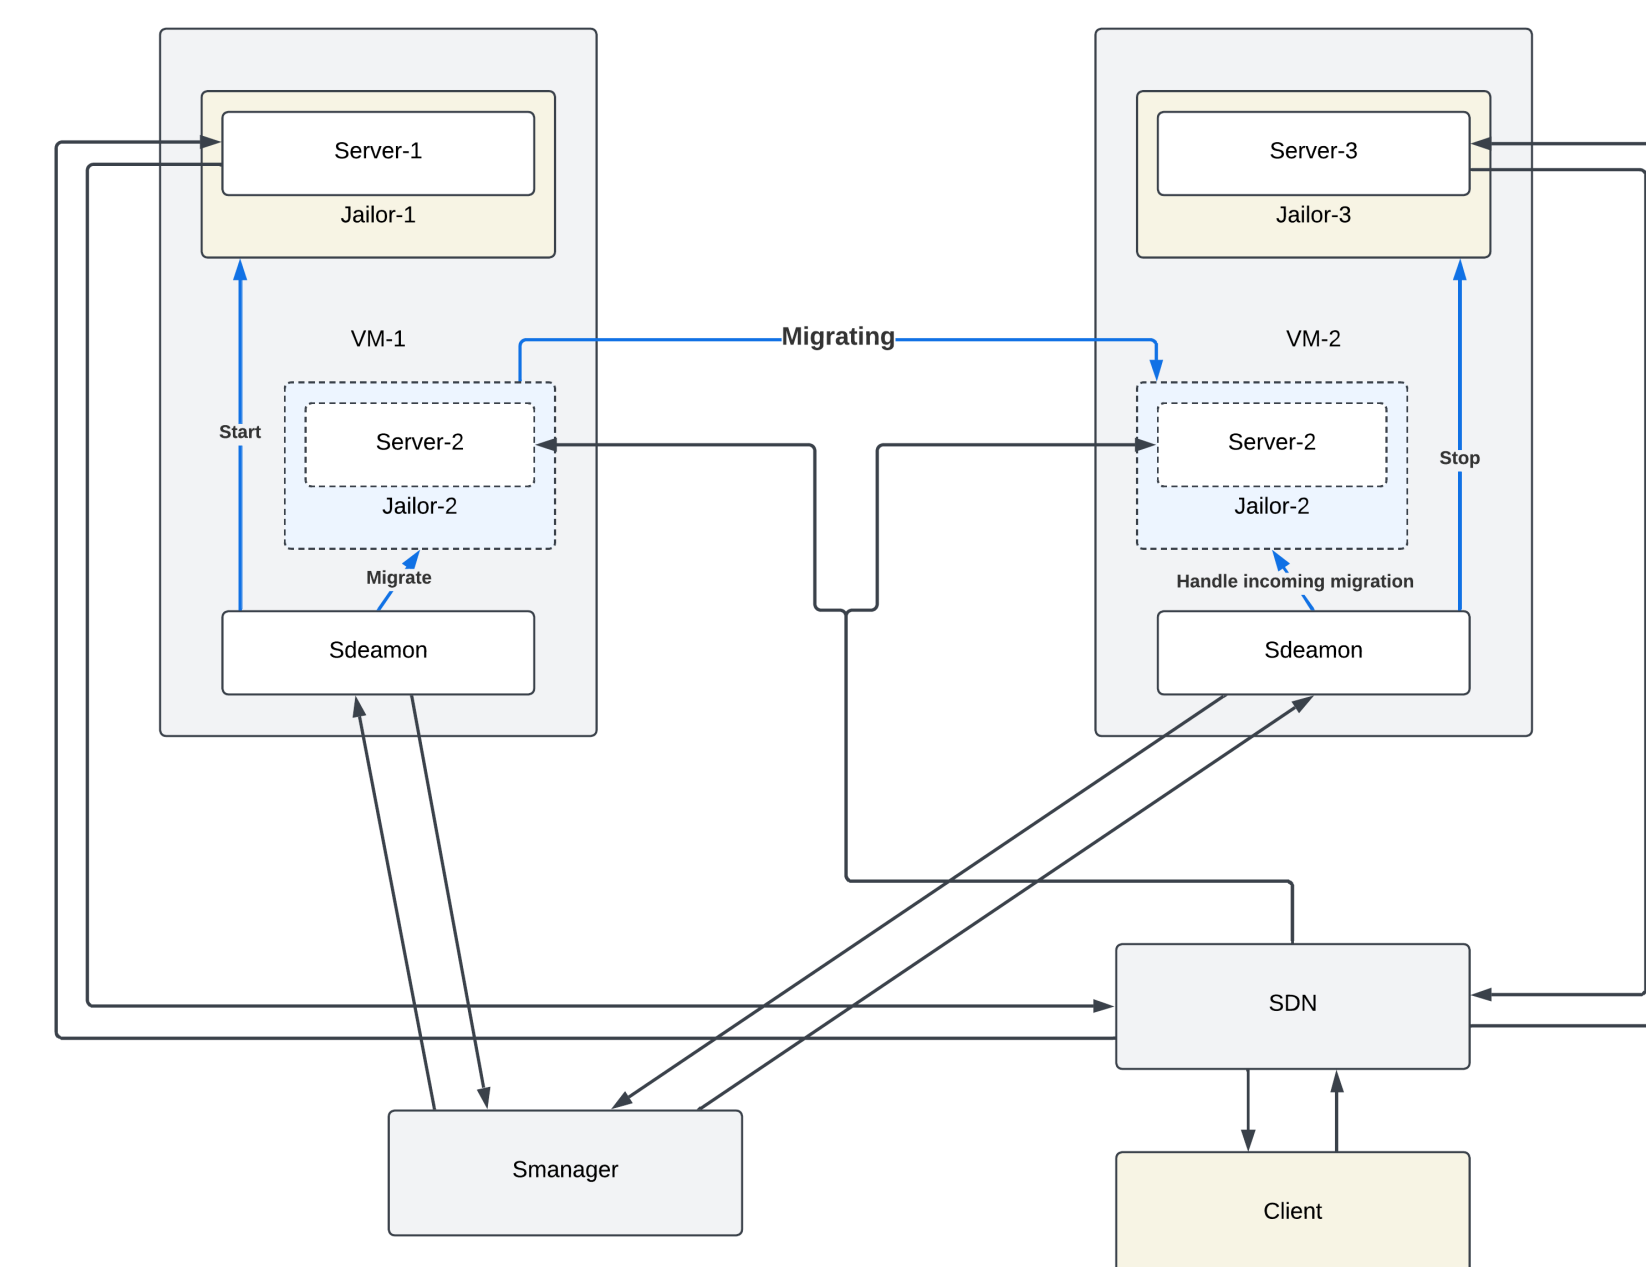 Server-1
Jailor-1
VM-1
Start
Server-2
Jailor-2
Migrate
Sdeamon
Migrating
Server-3
Jailor-3
VM-2
Stop
Server-2
Jailor-2
Handle incoming migration
Sdeamon
SDN
Smanager
Client